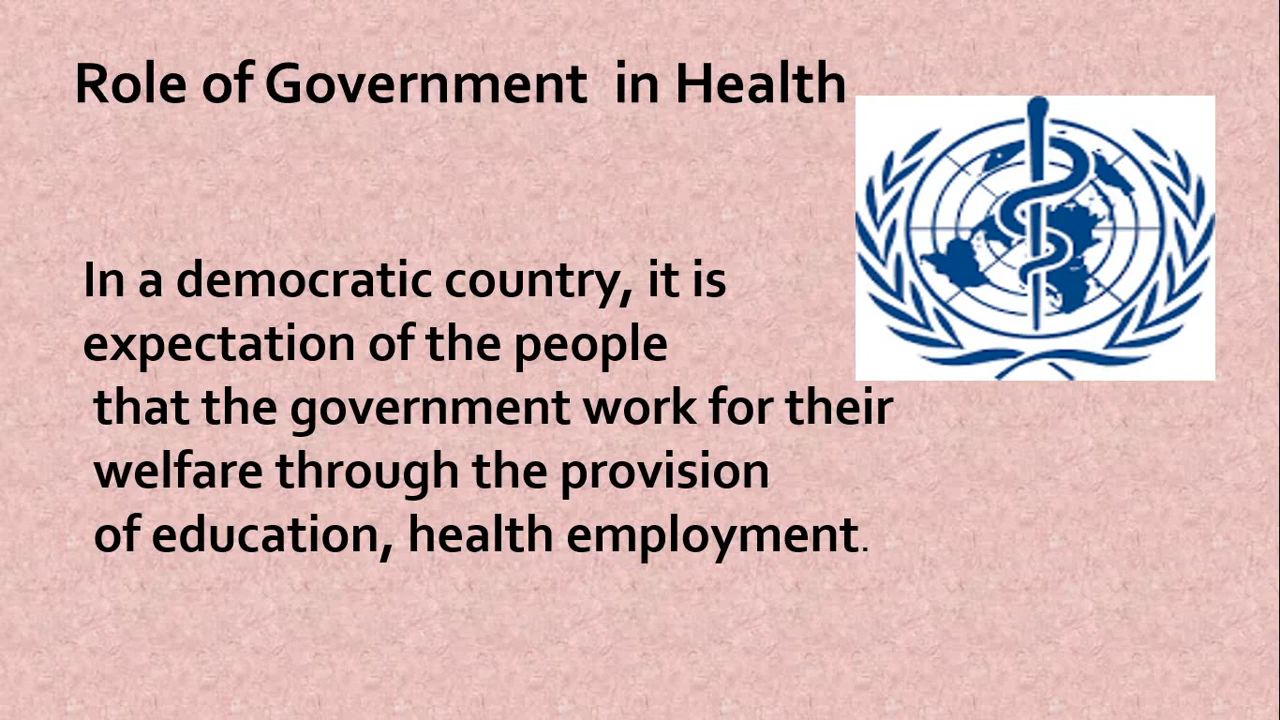 Role of Government in Health
In a democratic country, it is
expectation of the people
that the government work for their
welfare through the provision
of education, health employment.